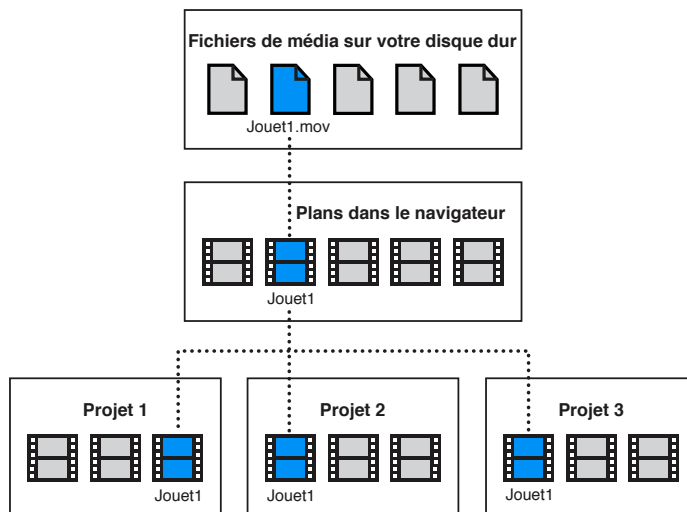 Fichiers de média sur votre disque dur
Jouet1.mov
Plans dans le navigateur
Jouet1
Projet 1
Projet 2
Projet 3
Jouet1
Jouet1
Jouet1